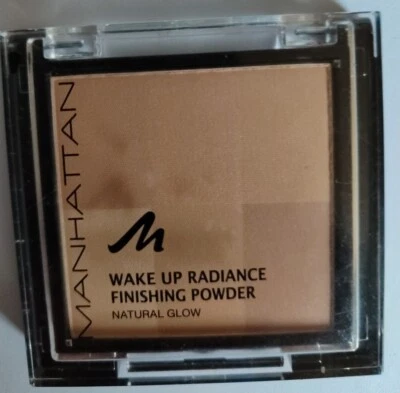 MANHATTAN
M
WAKE UP RADIANCE
FINISHING POWDER
NATURAL GLOW